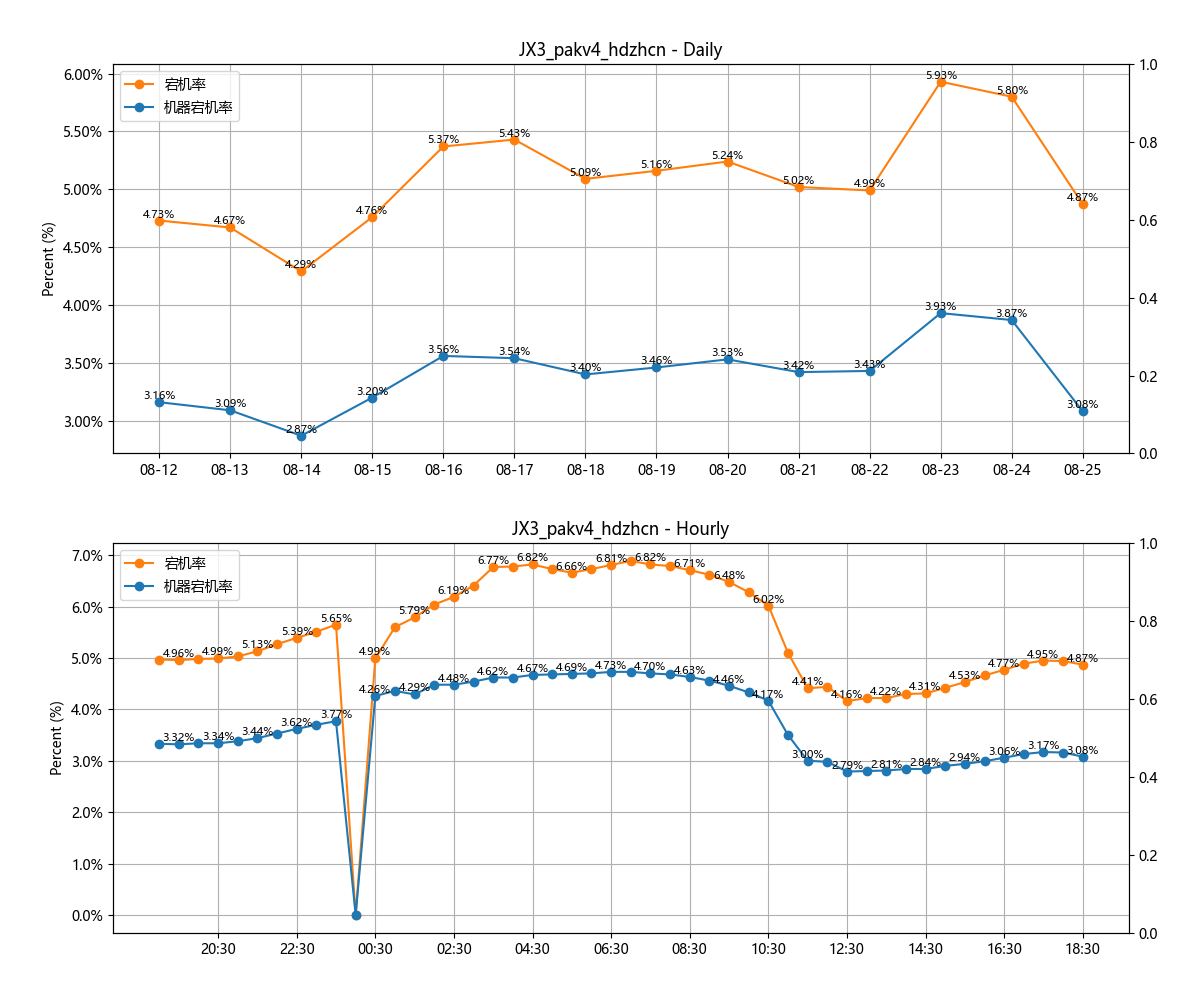 JX3_pakv4_hdzhcn - Daily
宕机率
机器宕机率
Percent (%)
6.00%
5.50%
5.00%
4.50%
4.00%
3.50%
3.00%
1.0
0.8
0.6
0.4
0.2
0.0
4.73% 4.67% 4.29% 4.76% 5.37% 5.43% 5.09% 5.16% 5.24% 5.02% 4.99% 5.93% 5.80% 4.87%
3.16% 3.09% 2.87% 3.20% 3.56% 3.54% 3.40% 3.46% 3.53% 3.42% 3.43% 3.93% 3.87% 3.08%
08-12 08-13 08-14 08-15 08-16 08-17 08-18 08-19 08-20 08-21 08-22 08-23 08-24 08-25
JX3_pakv4_hdzhcn - Hourly
宕机率
机器宕机率
Percent (%)
7.0%
6.0%
5.0%
4.0%
3.0%
2.0%
1.0%
0.0%
1.0
0.8
0.6
0.4
0.2
0.0
4.96% 4.99% 5.13% 5.39% 5.65% 4.99% 5.79% 6.19% 6.77% 6.82% 6.66% 6.81% 6.82% 6.71% 6.48% 6.02% 4.41% 4.16% 4.22% 4.31% 4.53% 4.77% 4.95% 4.87%
3.32% 3.34% 3.44% 3.62% 3.77% 4.26% 4.29% 4.48% 4.62% 4.67% 4.69% 4.73% 4.70% 4.63% 4.46% 4.17% 3.00% 2.79% 2.81% 2.84% 2.94% 3.06% 3.17% 3.08%
20:30 22:30 00:30 02:30 04:30 06:30 08:30 10:30 12:30 14:30 16:30 18:30